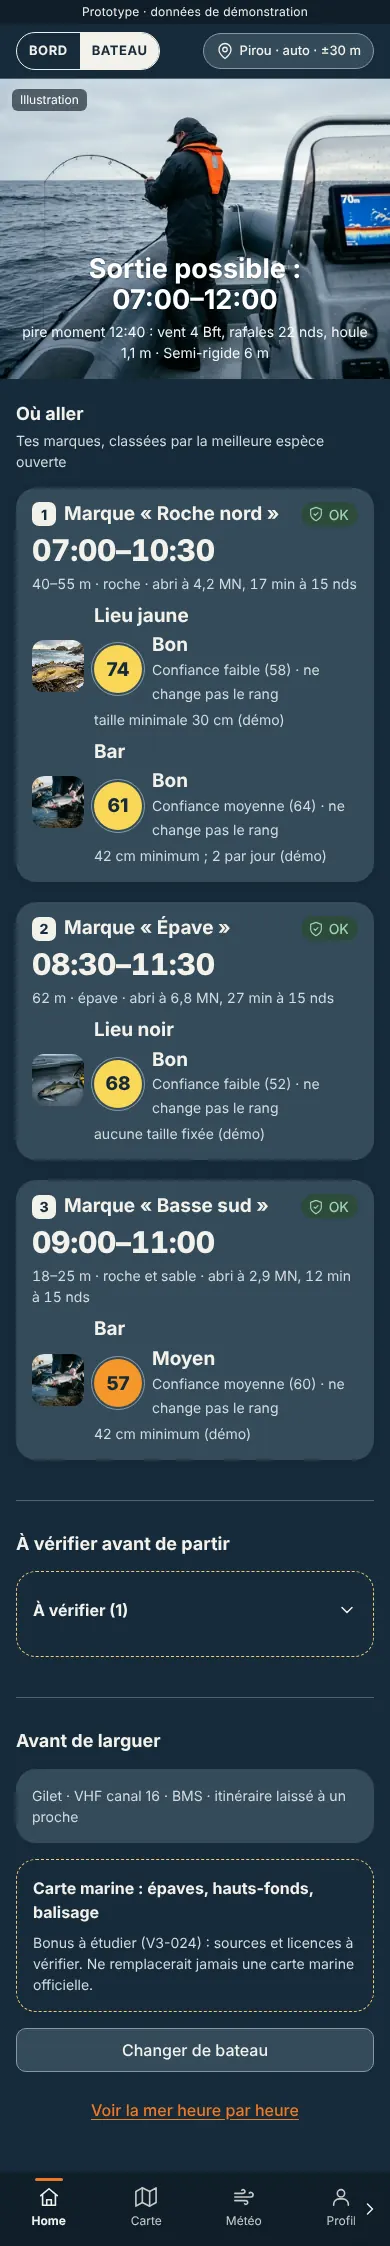 Prototype · données de démonstration
BORD BATEAU Pirou · auto · ±30 m
Illustration
70m
Sortie possible :
07:00–12:00
pire moment 12:40 : vent 4 Bft, rafales 22 nds, houle
1,1 m · Semi-rigide 6 m
Où aller
Tes marques, classées par la meilleure espèce
ouverte
1 Marque « Roche nord » OK
07:00–10:30
40–55 m · roche · abri à 4,2 MN, 17 min à 15 nds
Lieu jaune
74 Bon
Confiance faible (58) · ne
change pas le rang
taille minimale 30 cm (démo)
Bar
61 Bon
Confiance moyenne (64) · ne
change pas le rang
42 cm minimum ; 2 par jour (démo)
2 Marque « Épave » OK
08:30–11:30
62 m · épave · abri à 6,8 MN, 27 min à 15 nds
Lieu noir
68 Bon
Confiance faible (52) · ne
change pas le rang
aucune taille fixée (démo)
3 Marque « Basse sud » OK
09:00–11:00
18–25 m · roche et sable · abri à 2,9 MN, 12 min
à 15 nds
Bar
57 Moyen
Confiance moyenne (60) · ne
change pas le rang
42 cm minimum (démo)
À vérifier avant de partir
À vérifier (1)
Avant de larguer
Gilet · VHF canal 16 · BMS · itinéraire laissé à un
proche
Carte marine : épaves, hauts-fonds,
balisage
Bonus à étudier (V3-024) : sources et licences à
vérifier. Ne remplacerait jamais une carte marine
officielle.
Changer de bateau
Voir la mer heure par heure
Home Carte Météo Profil